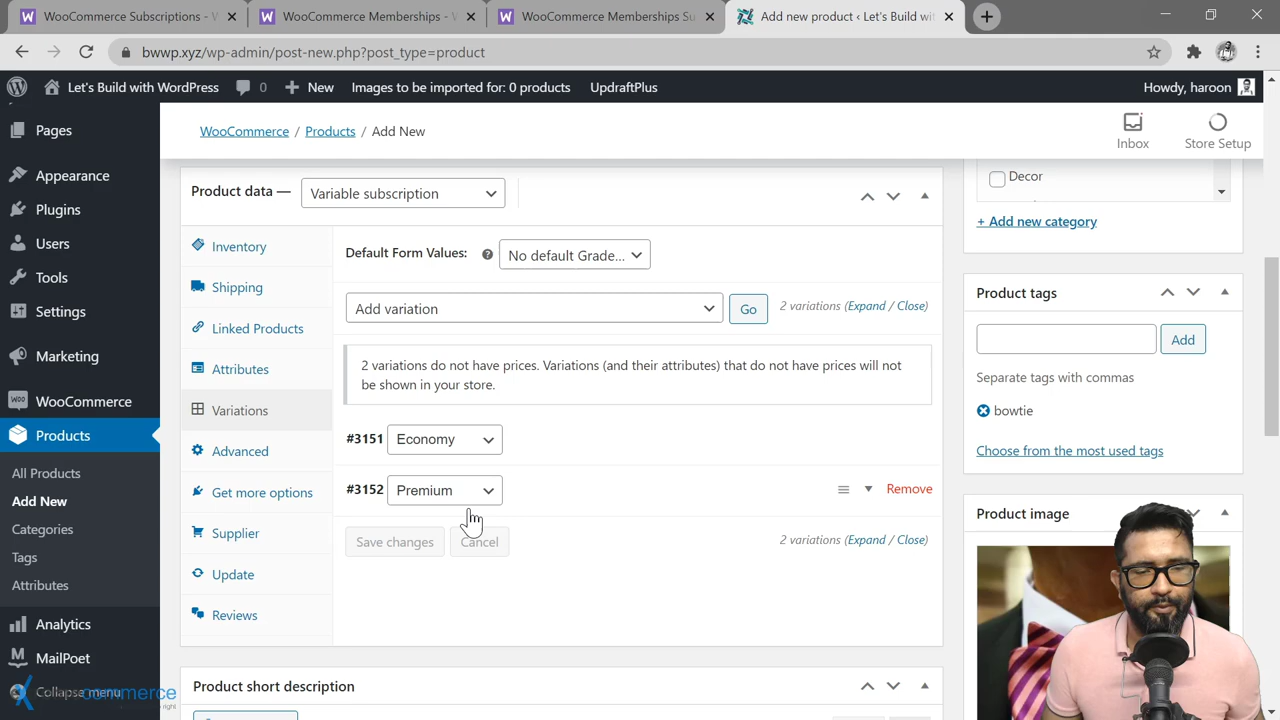 WooCommerce Subscriptions - W
WooCommerce Memberships - W
WooCommerce Memberships Su
Add new product ‹ Let's Build wit
bwwp.xyz/wp-admin/post-new.php?post_type=product
Let's Build with WordPress
0
New
Images to be imported for: 0 products
UpdraftPlus
Howdy, haroon
Pages
Appearance
Plugins
Users
Tools
Settings
Marketing
WooCommerce
Products
All Products
Add New
Categories
Tags
Attributes
Analytics
MailPoet
Collapse menu
commerce
WooCommerce / Products / Add New
Inbox
Store Setup
Product data —
Variable subscription
Inventory
Shipping
Linked Products
Attributes
Variations
Advanced
Get more options
Supplier
Update
Reviews
Default Form Values:
No default Grade...
Add variation
Go
2 variations (Expand / Close)
2 variations do not have prices. Variations (and their attributes) that do not have prices will not
be shown in your store.
#3151 Economy
#3152 Premium
Remove
Save changes
Cancel
2 variations (Expand / Close)
Product short description
Decor
+ Add new category
Product tags
Add
Separate tags with commas
bowtie
Choose from the most used tags
Product image